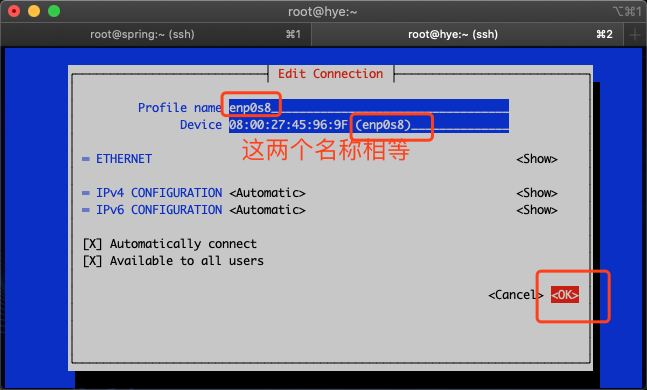 root@hye:~
⌥⌘1
root@spring:~ (ssh)
⌘1
root@hye:~ (ssh)
⌘2
+
Edit Connection
Profile name enp0s8
Device 08:00:27:45:96:9F (enp0s8)
这两个名称相等
= ETHERNET <Show>
= IPv4 CONFIGURATION <Automatic> <Show>
= IPv6 CONFIGURATION <Automatic> <Show>
[X] Automatically connect
[X] Available to all users
<Cancel> <OK>